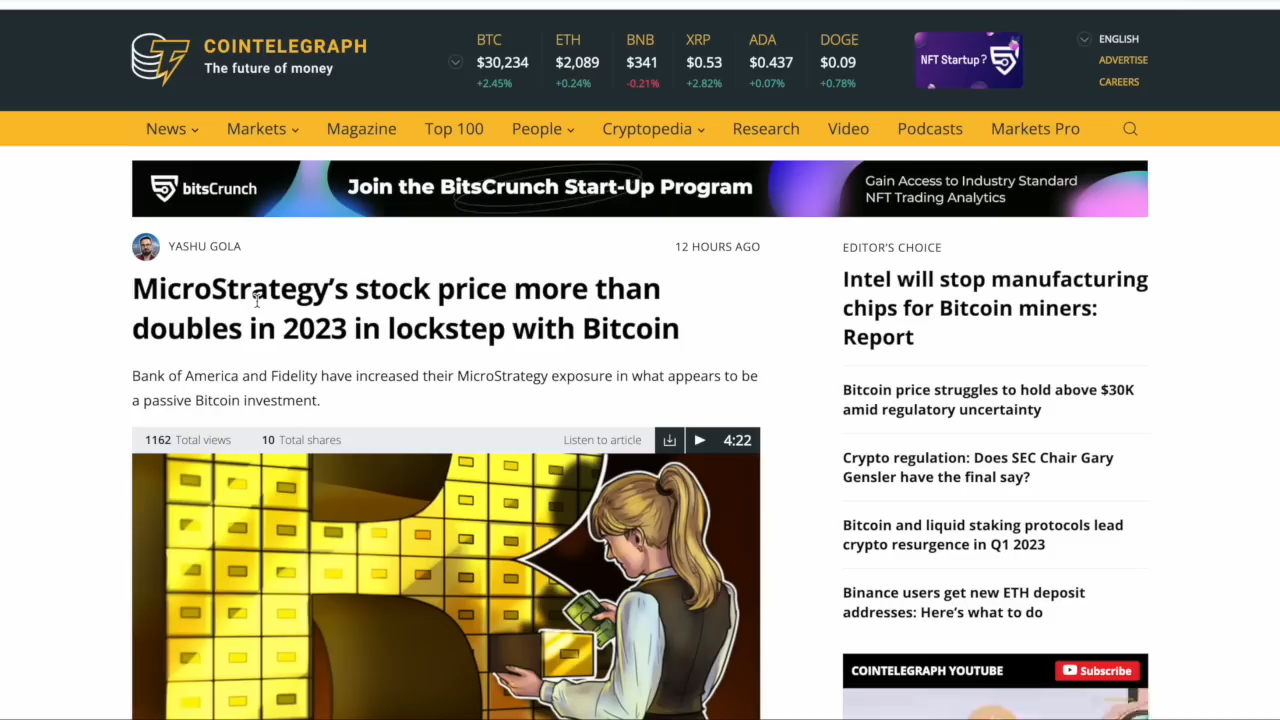 COINTELEGRAPH
The future of money
BTC
$30,234
+2.45%
ETH
$2,089
+0.24%
BNB
$341
-0.21%
XRP
$0.53
+2.82%
ADA
$0.437
+0.07%
DOGE
$0.09
+0.78%
NFT Startup ?
ENGLISH
ADVERTISE
CAREERS
News Markets Magazine Top 100 People Cryptopedia Research Video Podcasts Markets Pro
bitsCrunch
Join the BitsCrunch Start-Up Program
Gain Access to Industry Standard
NFT Trading Analytics
YASHU GOLA
12 HOURS AGO
MicroStrategy’s stock price more than
doubles in 2023 in lockstep with Bitcoin
Bank of America and Fidelity have increased their MicroStrategy exposure in what appears to be
a passive Bitcoin investment.
1162 Total views 10 Total shares Listen to article 4:22
EDITOR’S CHOICE
Intel will stop manufacturing
chips for Bitcoin miners:
Report
Bitcoin price struggles to hold above $30K
amid regulatory uncertainty
Crypto regulation: Does SEC Chair Gary
Gensler have the final say?
Bitcoin and liquid staking protocols lead
crypto resurgence in Q1 2023
Binance users get new ETH deposit
addresses: Here’s what to do
COINTELEGRAPH YOUTUBE
Subscribe